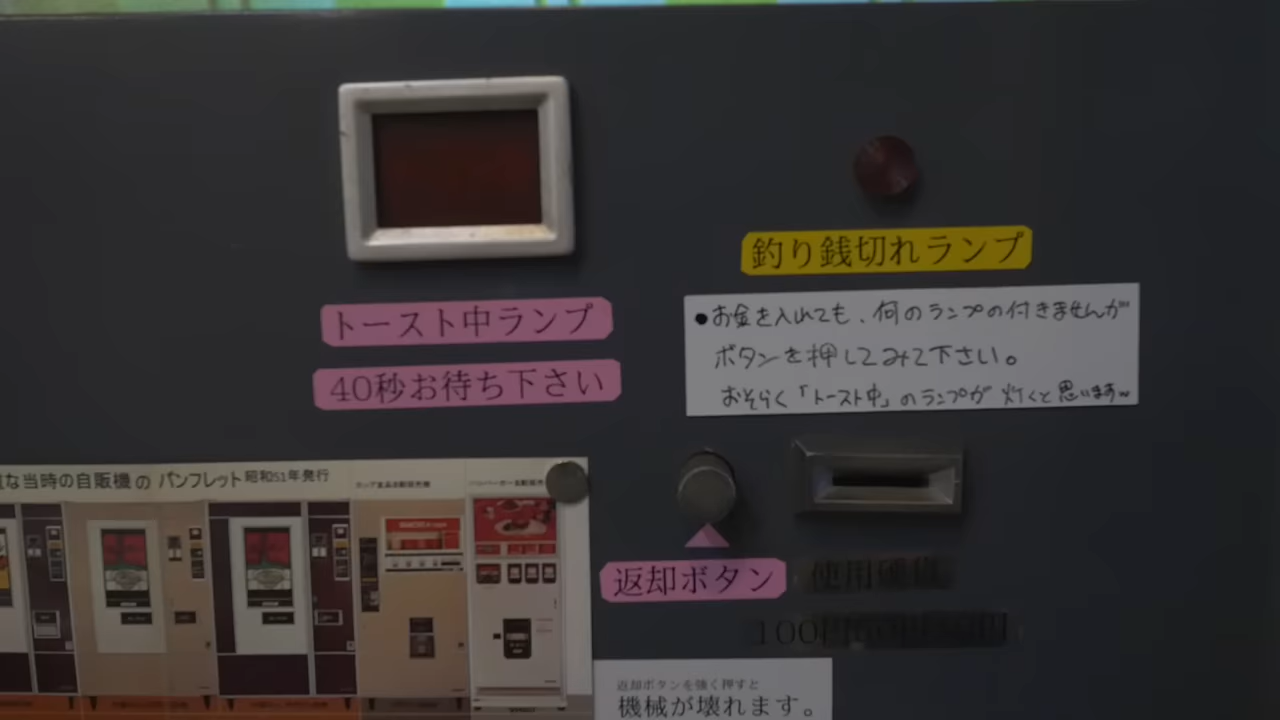 釣り銭切れランプ
トースト中ランプ
40秒お待ち下さい
●お金を入れても、何のランプの付きませんが
ボタンを押してみて下さい。
おそらく「トースト中」のランプが灯くと思います
な当時の自販機のパンフレット昭和51年発行
返却ボタン
使用硬貨
返却ボタンを強く押すと
機械が壊れます。